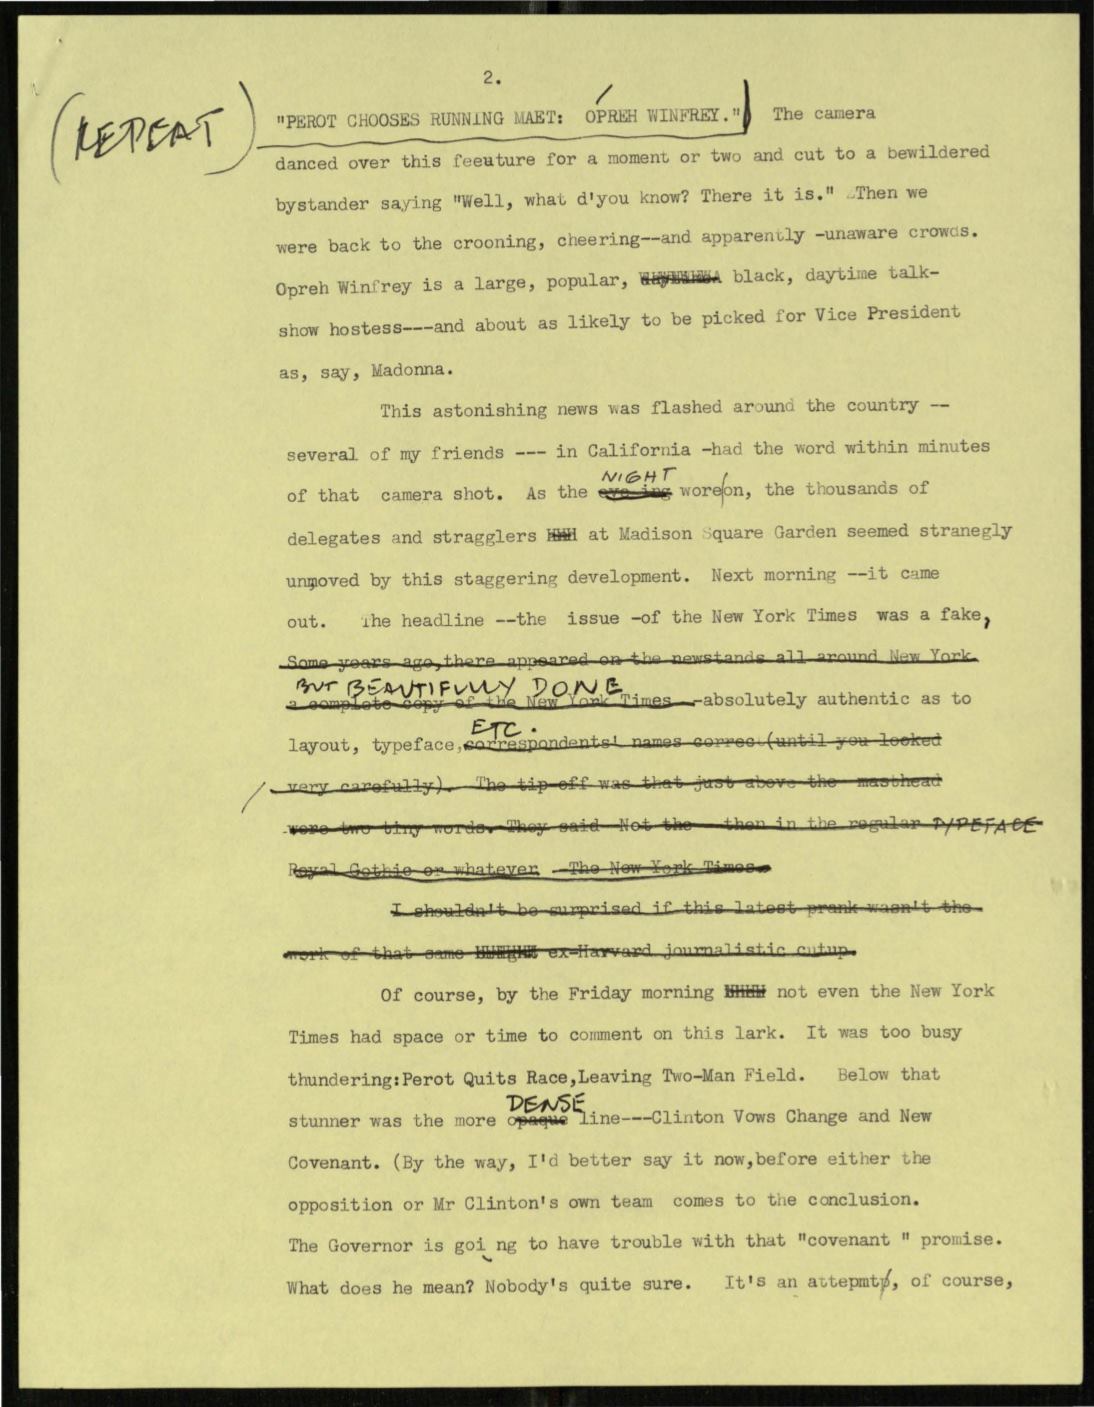 2.
(REPEAT) "PEROT CHOOSES RUNNING MAET: OPREH WINFREY.") The camera
danced over this feeuture for a moment or two and cut to a bewildered
bystander saying "Well, what d'you know? There it is." Then we
were back to the crooning, cheering--and apparently -unaware crowds.
Opreh Winfrey is a large, popular, black, daytime talk-
show hostess---and about as likely to be picked for Vice President
as, say, Madonna.
This astonishing news was flashed around the country --
several of my friends --- in California -had the word within minutes
NIGHT
of that camera shot. As the eve ing wore/on, the thousands of
delegates and stragglers at Madison Square Garden seemed stranegly
unmoved by this staggering development. Next morning --it came
out. The headline --the issue -of the New York Times was a fake,
Some years ago,there appeared on the newstands all around New York
BUT BEAUTIFULLY DONE
a complete copy of the New York Times --absolutely authentic as to
ETC.
layout, typeface,correspondents' names correct(until you looked
very carefully). The tip-off was that just above the masthead
were two tiny words. They said Not the then in the regular TYPEFACE
Royal Gothic or whatever -The New York Times.
I shouldn't be surprised if this latest prank wasn't the
work of that same ex-Harvard journalistic cutup.
Of course, by the Friday morning not even the New York
Times had space or time to comment on this lark. It was too busy
thundering:Perot Quits Race,Leaving Two-Man Field. Below that
DENSE
stunner was the more opaque line---Clinton Vows Change and New
Covenant. (By the way, I'd better say it now,before either the
opposition or Mr Clinton's own team comes to the conclusion.
The Governor is goi ng to have trouble with that "covenant " promise.
What does he mean? Nobody's quite sure. It's an attepmt, of course,